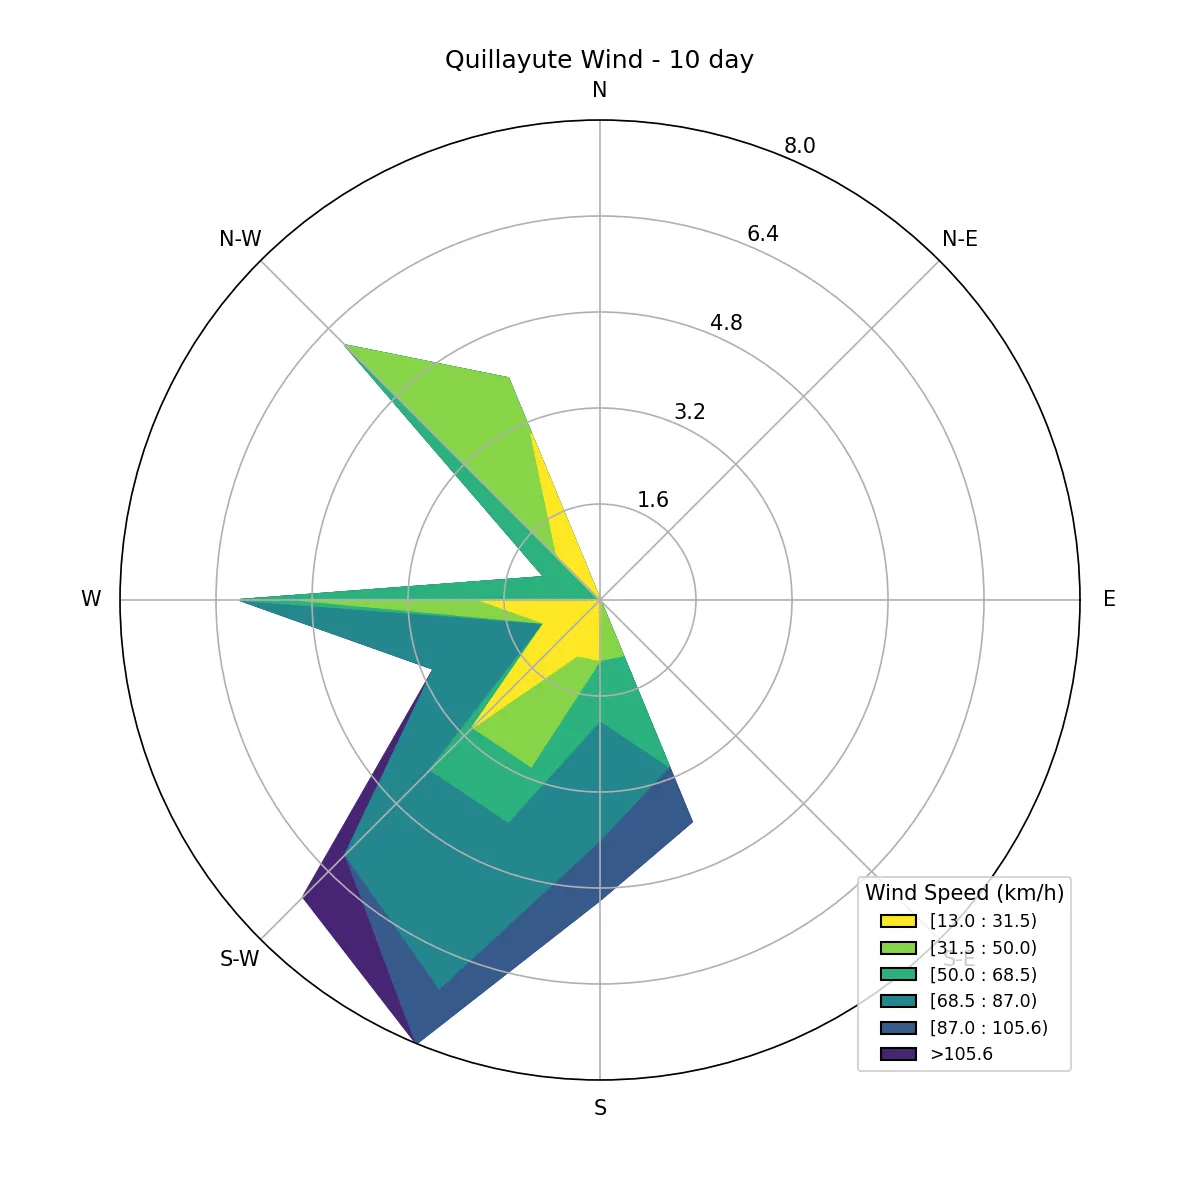 Quillayute Wind - 10 day
N
8.0
N-W
6.4
N-E
4.8
3.2
1.6
W
E
S-W
S-E
S
Wind Speed (km/h)
[13.0 : 31.5)
[31.5 : 50.0)
[50.0 : 68.5)
[68.5 : 87.0)
[87.0 : 105.6)
>105.6